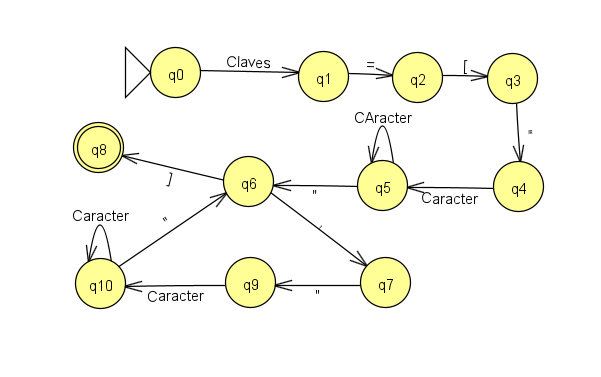 Claves
=
[
q0
q1
q2
q3
"
CAracter
q8
]
q6
"
q5
Caracter
q4
Caracter
"
,
q10
Caracter
q9
"
q7